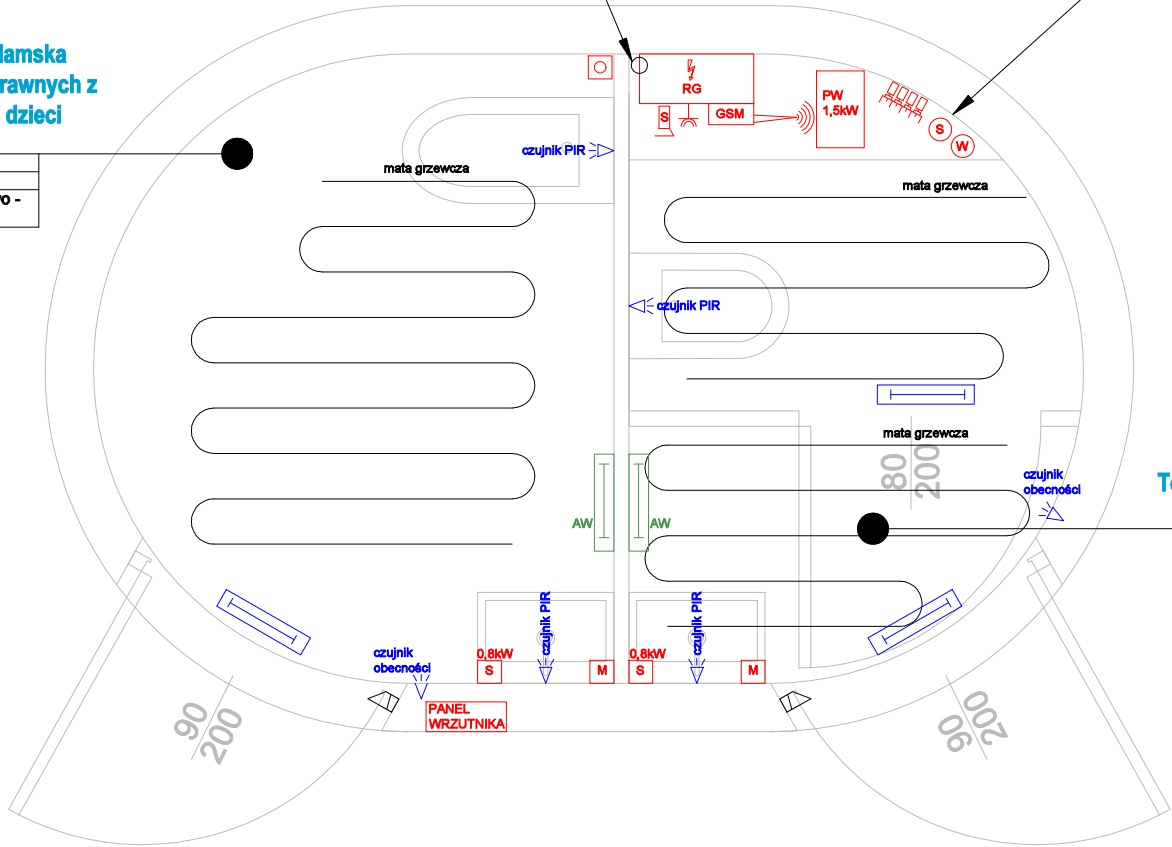 dzieci
RG
S
GSM
PW
1,5kW
S
W
czujnik PIR
mata grzewcza
mata grzewcza
czujnik PIR
mata grzewcza
80
200
czujnik
obecności
AW
AW
czujnik PIR
czujnik PIR
czujnik
obecności
0,8kW
S
M
0,8kW
S
M
PANEL
WRZUTNIKA
90
200
90
200